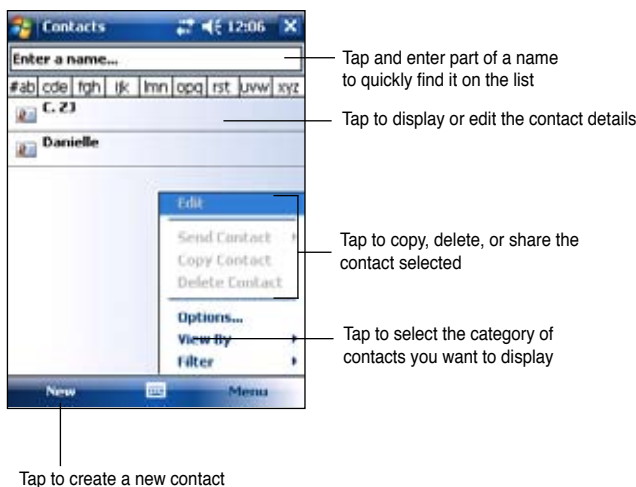 Contacts 12:06
Enter a name...
Tap and enter part of a name
to quickly find it on the list
#ab cde fgh ijk lmn opq rst uvw xyz
C. ZJ
Tap to display or edit the contact details
Danielle
Edit
Send Contact
Copy Contact
Delete Contact
Tap to copy, delete, or share the
contact selected
Options...
View By
Filter
Tap to select the category of
contacts you want to display
New Menu
Tap to create a new contact